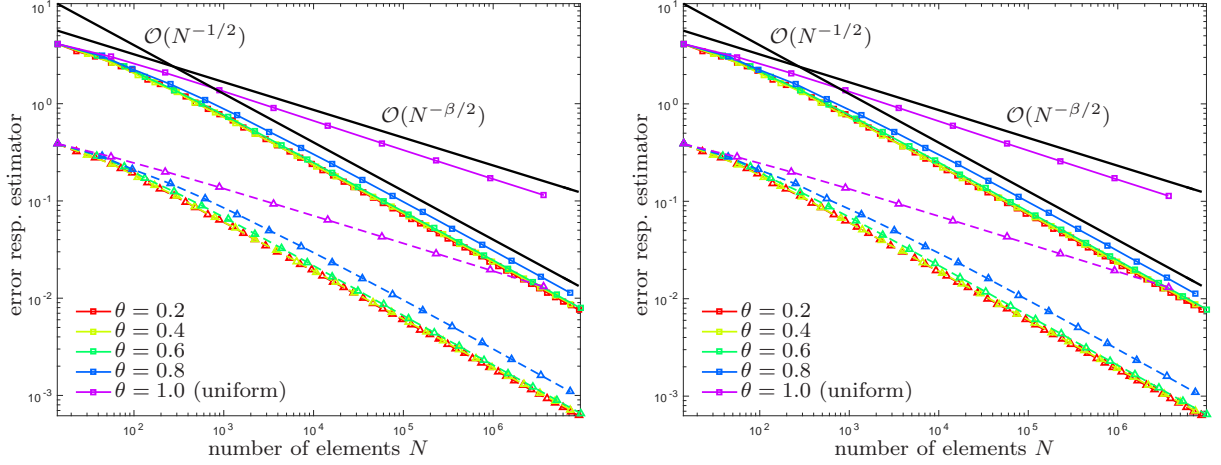 10^1
10^0
10^-1
10^-2
10^-3
error resp. estimator
O(N^{-1/2})
O(N^{-β/2})
θ = 0.2
θ = 0.4
θ = 0.6
θ = 0.8
θ = 1.0 (uniform)
10^2
10^3
10^4
10^5
10^6
number of elements N
10^1
10^0
10^-1
10^-2
10^-3
error resp. estimator
O(N^{-1/2})
O(N^{-β/2})
θ = 0.2
θ = 0.4
θ = 0.6
θ = 0.8
θ = 1.0 (uniform)
10^2
10^3
10^4
10^5
10^6
number of elements N